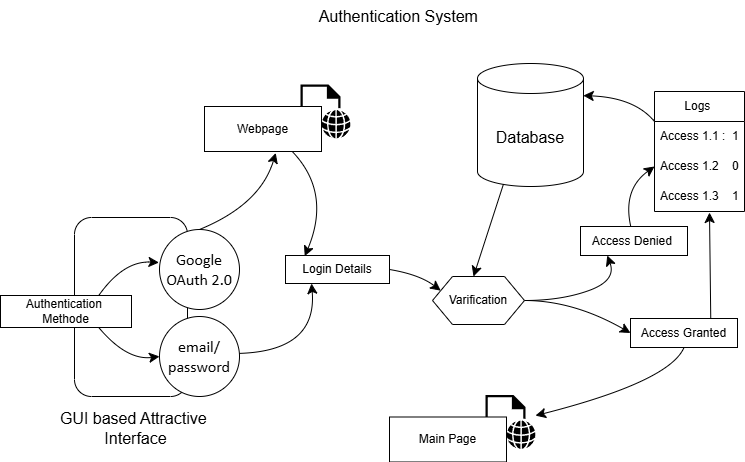 Authentication System
Webpage
Database
Logs
Access 1.1 : 1
Access 1.2 0
Access 1.3 1
Google
OAuth 2.0
Login Details
Access Denied
Authentication
Methode
Varification
email/
password
Access Granted
GUI based Attractive
Interface
Main Page